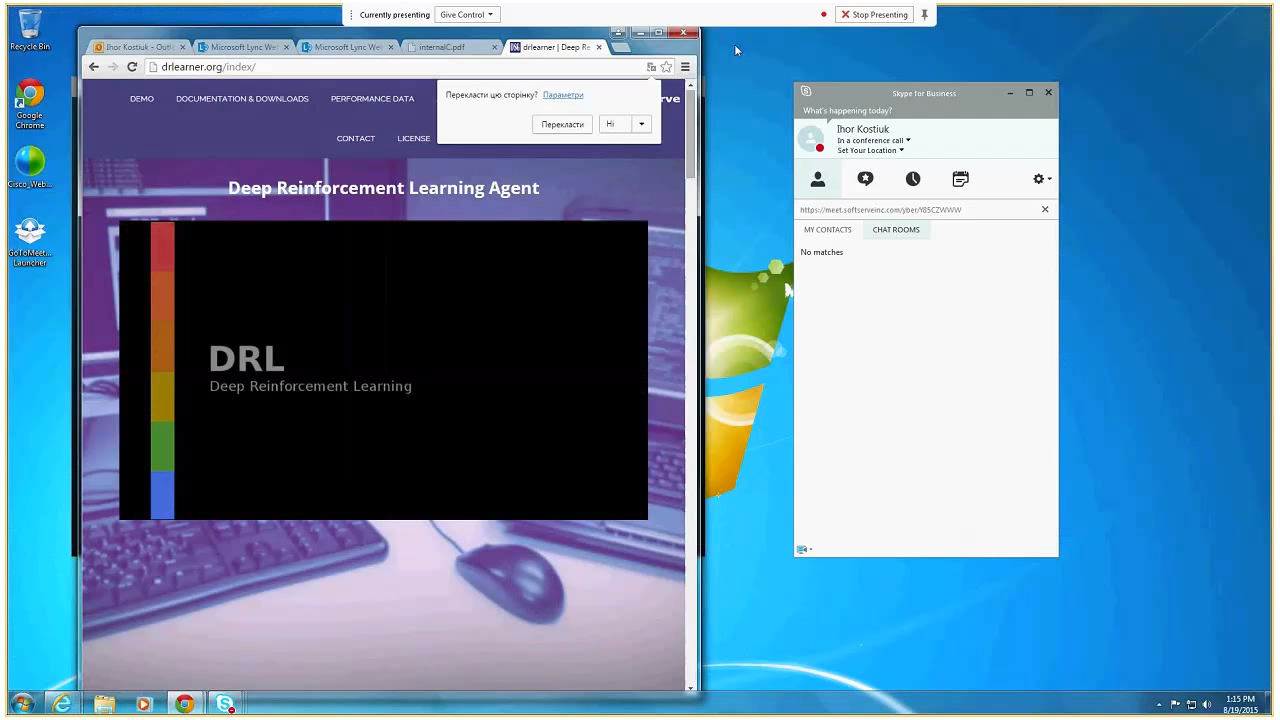 Currently presenting
Give Control
Stop Presenting
Recycle Bin
Google
Chrome
Cisco_Web...
GoToMeet...
Launcher
Ihor Kostiuk - Outlo
Microsoft Lync We
Microsoft Lync We
internalC.pdf
drlearner | Deep Re
drlearner.org/index/
DEMO
DOCUMENTATION & DOWNLOADS
PERFORMANCE DATA
CONTACT
LICENSE
Перекласти цю сторінку? Параметри
Перекласти
Ні
Deep Reinforcement Learning Agent
DRL
Deep Reinforcement Learning
Skype for Business
What's happening today?
Ihor Kostiuk
In a conference call
Set Your Location
https://meet.softserveinc.com/yber/Y85CZWWW
MY CONTACTS
CHAT ROOMS
No matches
1:15 PM
8/19/2015